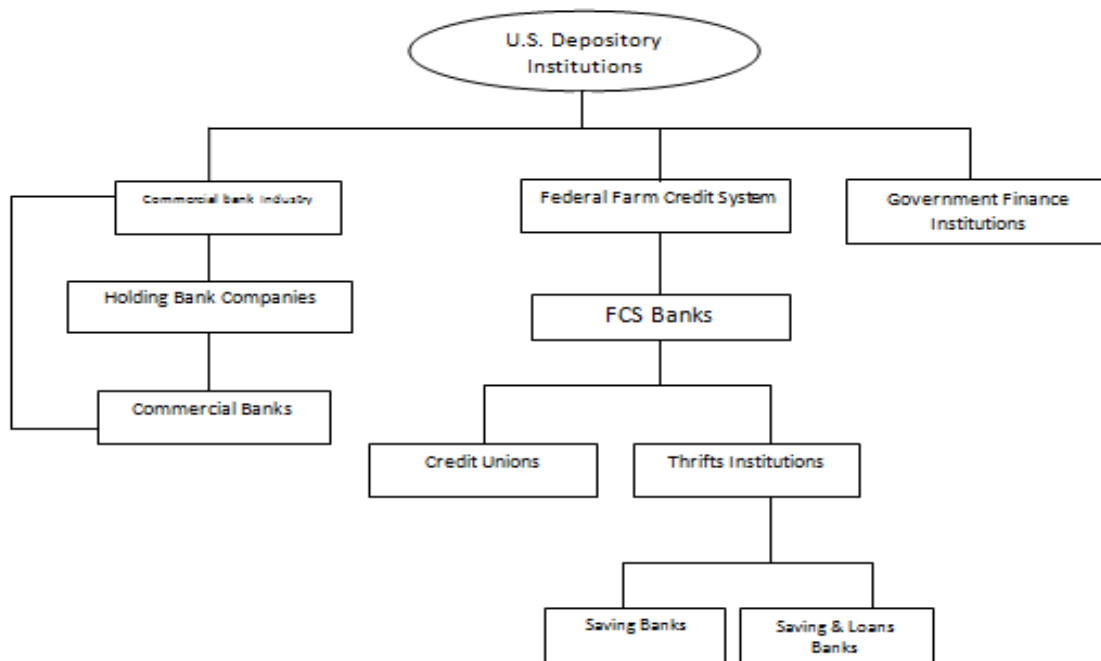 U.S. Depository
Institutions
Commercial bank Industry
Federal Farm Credit System
Government Finance
Institutions
Holding Bank Companies
FCS Banks
Commercial Banks
Credit Unions
Thrifts Institutions
Saving Banks
Saving & Loans
Banks